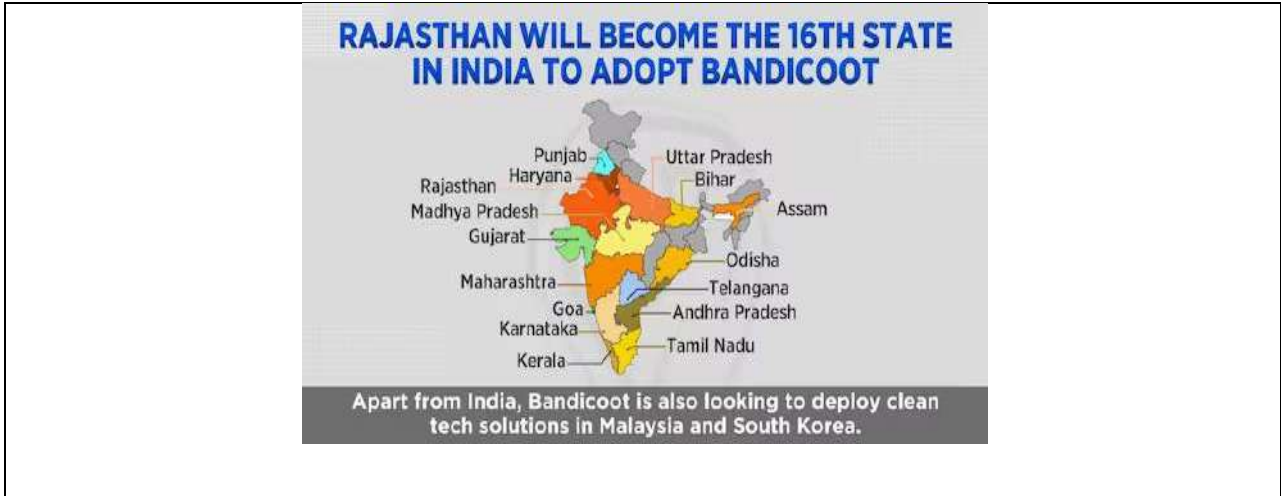 RAJASTHAN WILL BECOME THE 16TH STATE
IN INDIA TO ADOPT BANDICOOT
Punjab
Haryana
Rajasthan
Madhya Pradesh
Gujarat
Maharashtra
Goa
Karnataka
Kerala
Uttar Pradesh
Bihar
Assam
Odisha
Telangana
Andhra Pradesh
Tamil Nadu
Apart from India, Bandicoot is also looking to deploy clean
tech solutions in Malaysia and South Korea.